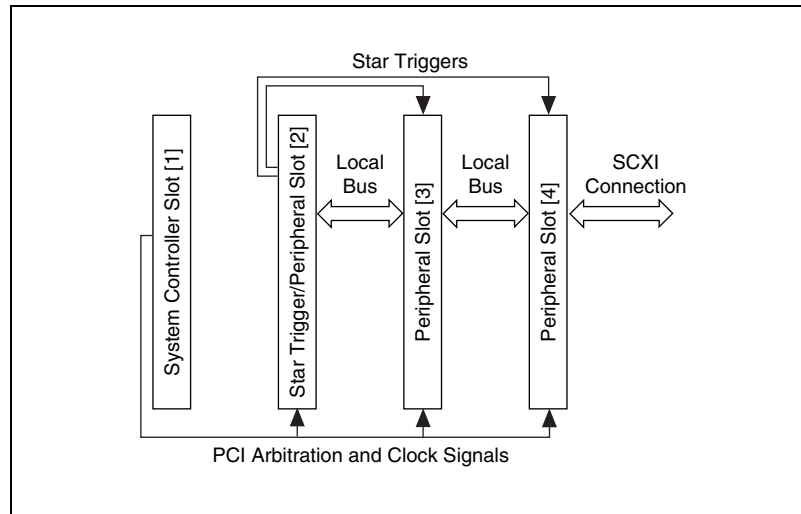 Star Triggers
System Controller Slot [1]
Star Trigger/Peripheral Slot [2]
Local
Bus
Peripheral Slot [3]
Local
Bus
Peripheral Slot [4]
SCXI
Connection
PCI Arbitration and Clock Signals